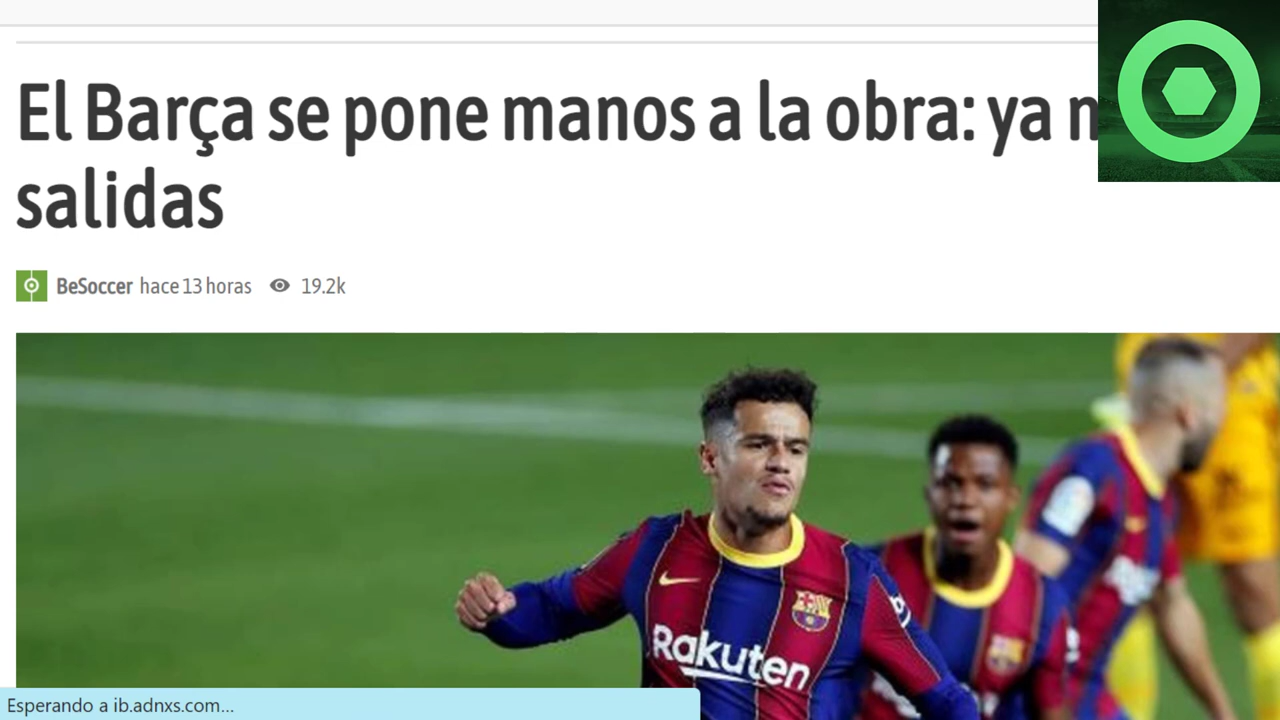 El Barça se pone manos a la obra: ya
salidas
BeSoccer hace 13 horas 19.2k
Rakuten
Esperando a ib.adnxs.com...